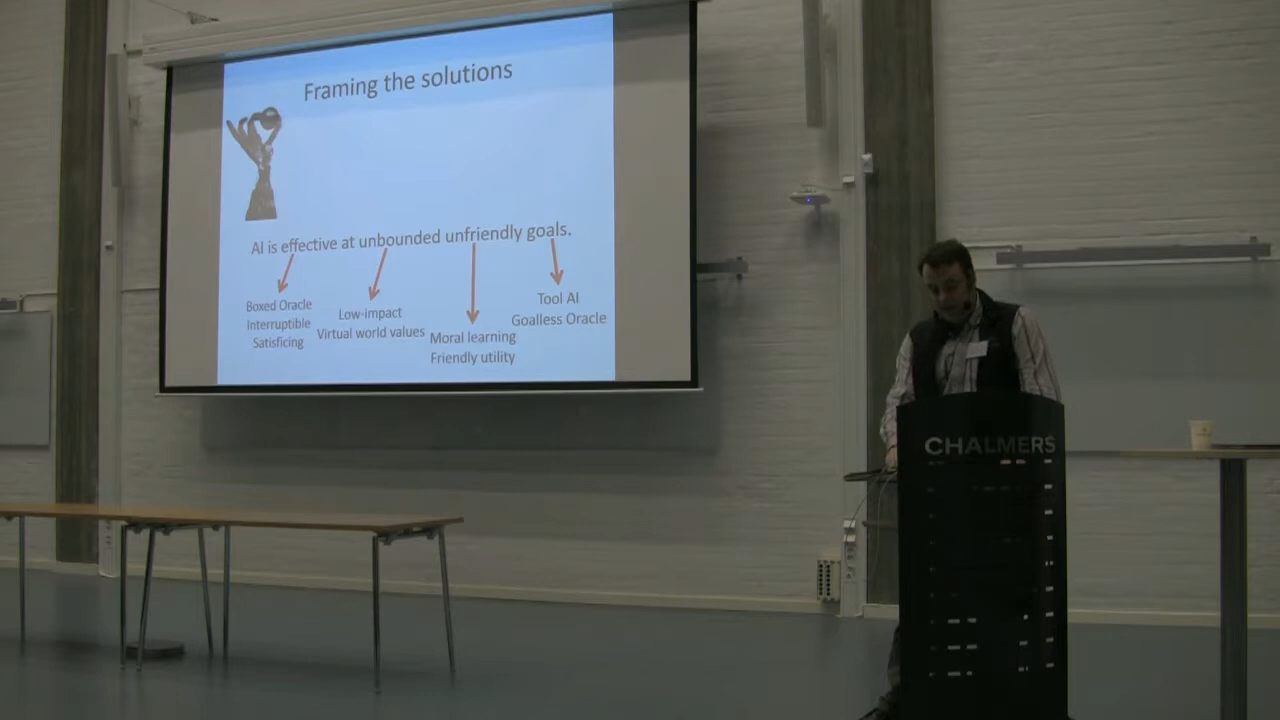 Framing the solutions
AI is effective at unbounded unfriendly goals.
Boxed Oracle
Interruptible
Satisficing
Low-impact
Virtual world values
Moral learning
Friendly utility
Tool AI
Goalless Oracle
CHALMERS